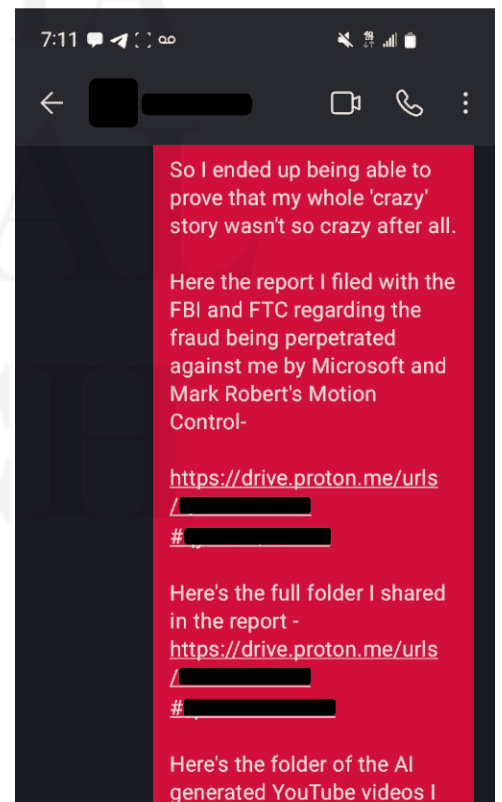 7:11
So I ended up being able to
prove that my whole 'crazy'
story wasn't so crazy after all.
Here the report I filed with the
FBI and FTC regarding the
fraud being perpetrated
against me by Microsoft and
Mark Robert's Motion
Control-
https://drive.proton.me/urls
/
#
Here's the full folder I shared
in the report -
https://drive.proton.me/urls
/
#
Here's the folder of the AI
generated YouTube videos I